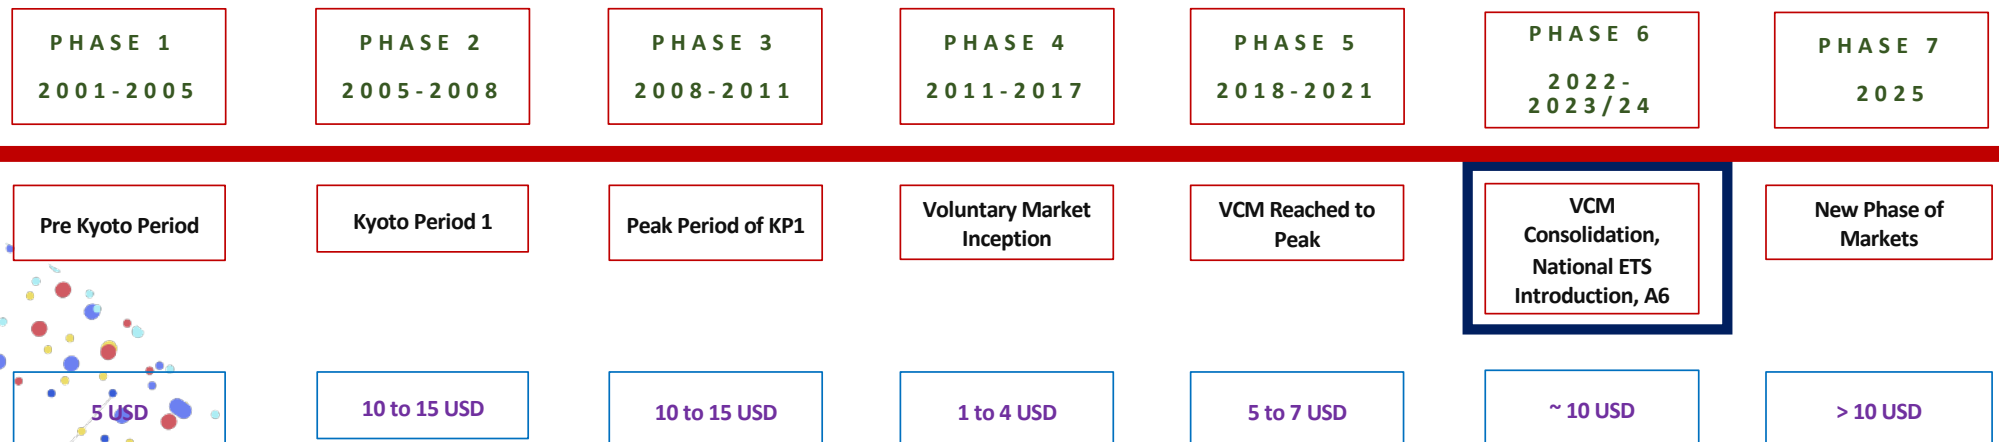 PHASE 1
2001-2005
PHASE 2
2005-2008
PHASE 3
2008-2011
PHASE 4
2011-2017
PHASE 5
2018-2021
PHASE 6
2022-
2023/24
PHASE 7
2025
Pre Kyoto Period
Kyoto Period 1
Peak Period of KP1
Voluntary Market
Inception
VCM Reached to
Peak
VCM
Consolidation,
National ETS
Introduction, A6
New Phase of
Markets
5 USD
10 to 15 USD
10 to 15 USD
1 to 4 USD
5 to 7 USD
~ 10 USD
> 10 USD